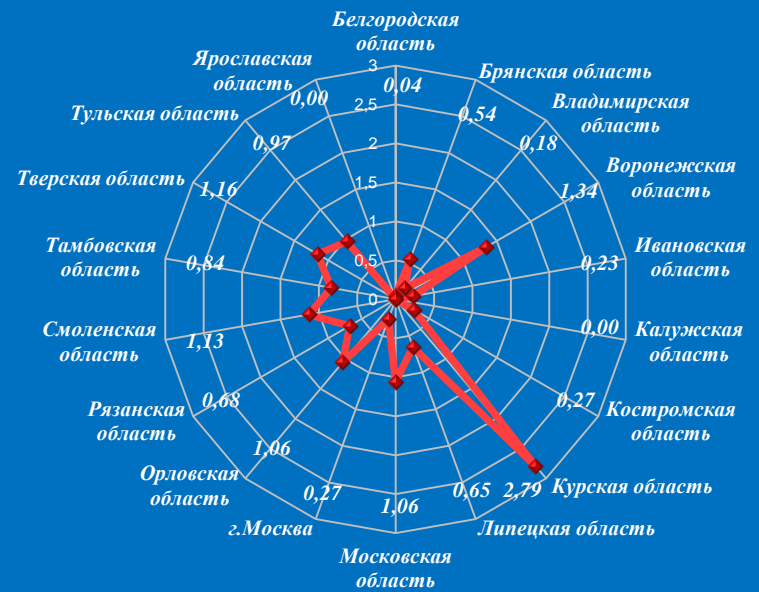 Белгородская
область
0,04
Брянская область
0,54
Владимирская
область
0,18
Воронежская
область
1,34
Ивановская
область
0,23
Калужская
область
0,00
Костромская
область
0,27
Курская область
2,79
Липецкая область
0,65
Московская
область
1,06
г.Москва
0,27
Орловская
область
1,06
Рязанская
область
0,68
Смоленская
область
1,13
Тамбовская
область
0,84
Тверская область
1,16
Тульская область
0,97
Ярославская
область
0,00
3
2,5
2
1,5
1
0,5
0